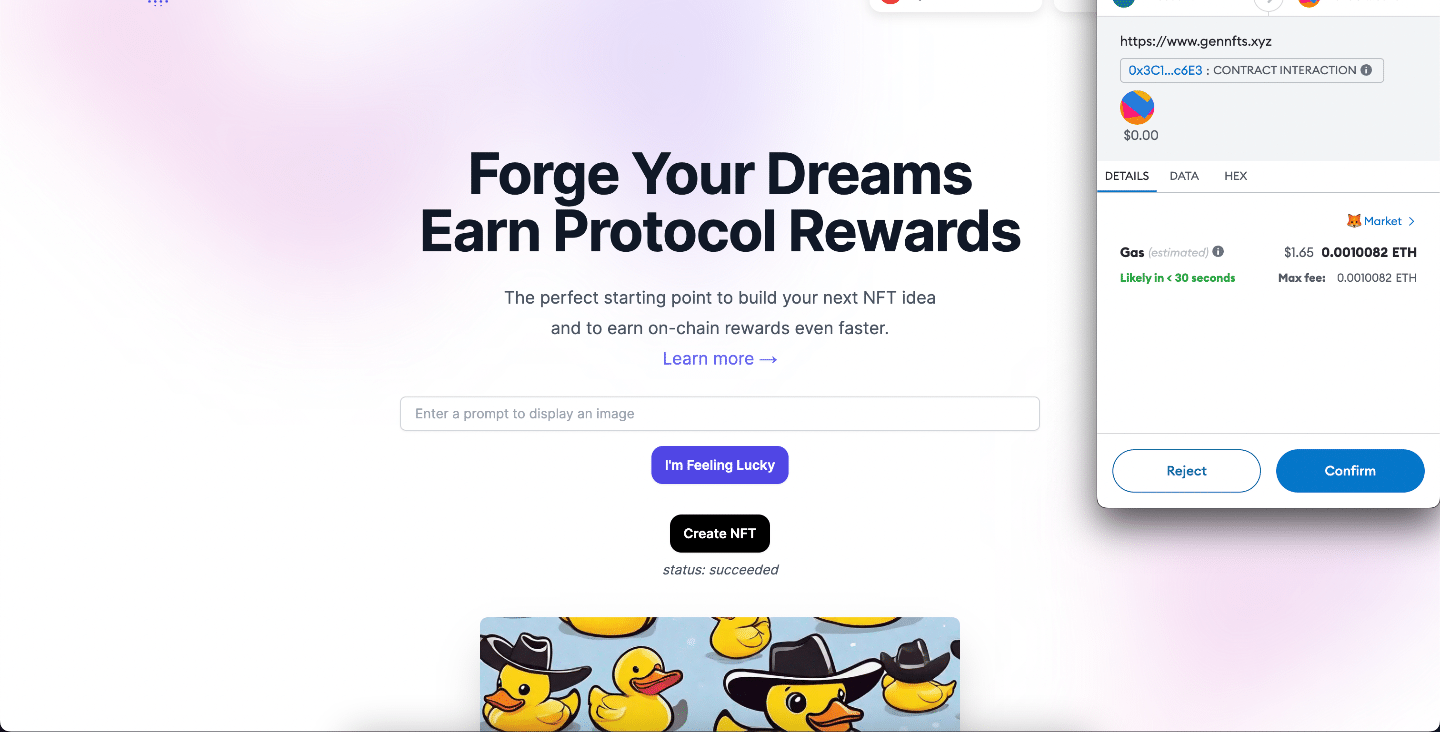 Forge Your Dreams
Earn Protocol Rewards
The perfect starting point to build your next NFT idea
and to earn on-chain rewards even faster.
Learn more →
Enter a prompt to display an image
I'm Feeling Lucky
Create NFT
status: succeeded
https://www.gennfts.xyz
0x3C1...c6E3 : CONTRACT INTERACTION
$0.00
DETAILS DATA HEX
Market >
Gas (estimated) $1.65 0.0010082 ETH
Likely in < 30 seconds Max fee: 0.0010082 ETH
Reject Confirm